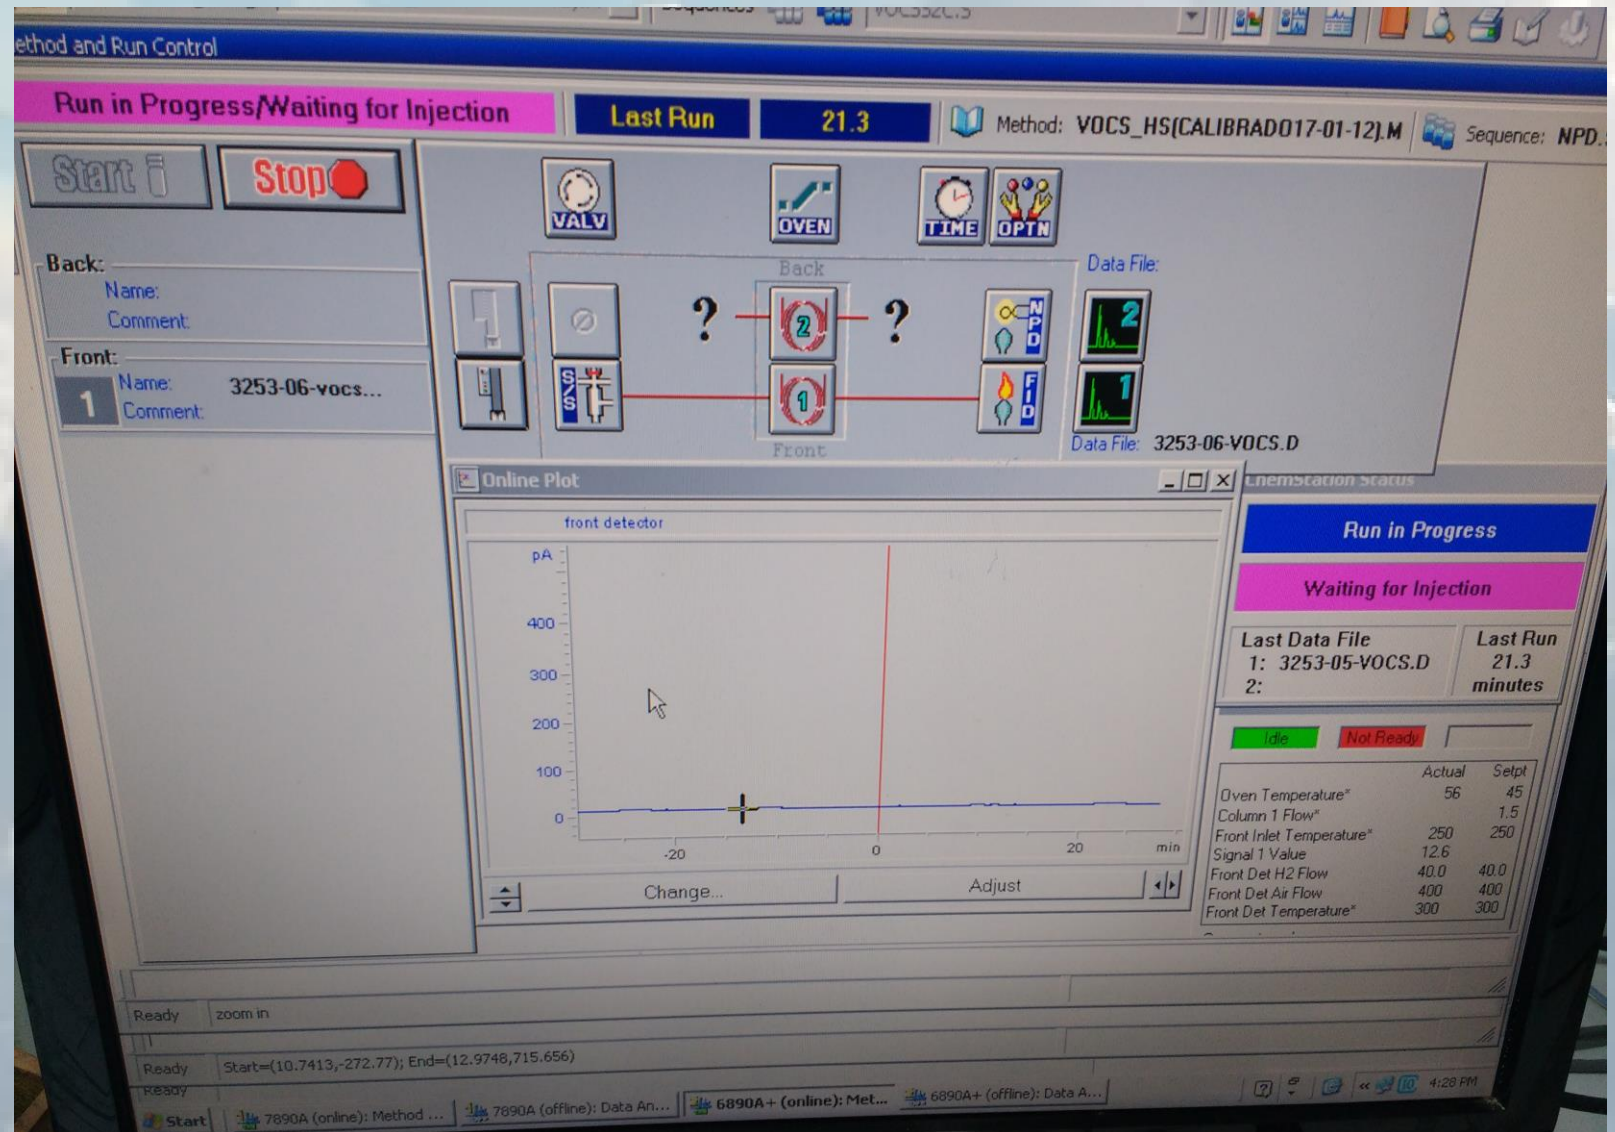 Sequences VOCS52C.S
ethod and Run Control
Run in Progress/Waiting for Injection
Last Run
21.3
Method: VOCS_HS(CALIBRADO17-01-12).M
Sequence: NPD.
Start
Stop
VALV
OVEN
TIME
OPTN
Back:
Name:
Comment:
Front:
1
Name: 3253-06-vocs...
Comment:
Back
Data File:
?
2
?
NPD
2
S/S
1
FID
1
Front
Data File: 3253-06-VOCS.D
Online Plot
front detector
pA
400
300
200
100
0
-20
0
20
min
Change...
Adjust
ChemStation Status
Run in Progress
Waiting for Injection
Last Data File
1: 3253-05-VOCS.D
2:
Last Run
21.3
minutes
Idle
Not Ready
Actual Setpt
Oven Temperature* 56 45
Column 1 Flow* 1.5
Front Inlet Temperature* 250 250
Signal 1 Value 12.6
Front Det H2 Flow 40.0 40.0
Front Det Air Flow 400 400
Front Det Temperature* 300 300
Ready zoom in
Ready Start=(10.7413,-272.77); End=(12.9748,715.656)
Ready
Start
7890A (online): Method ...
7890A (offline): Data An...
6890A+ (online): Met...
6890A+ (offline): Data A...
4:28 PM